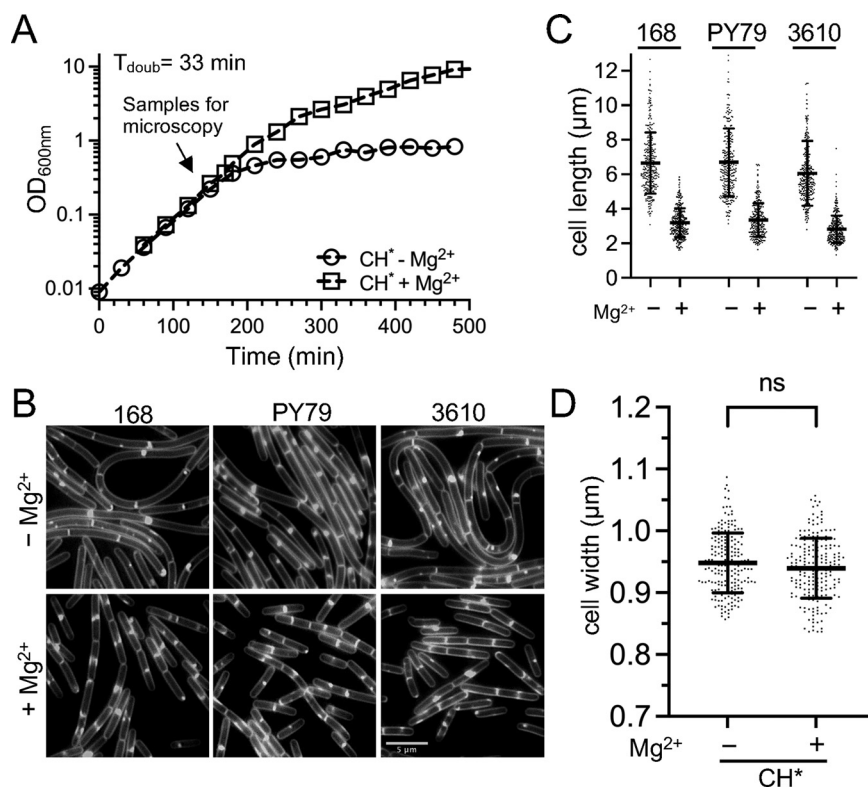 A
T_doub= 33 min
Samples for
microscopy
OD600nm
10
1
0.1
0.01
CH* - Mg²⁺
CH* + Mg²⁺
0 100 200 300 400 500
Time (min)
B
168 PY79 3610
− Mg²⁺
+ Mg²⁺
5 µm
C
168 PY79 3610
cell length (µm)
12
10
8
6
4
2
0
Mg²⁺ − + − + − +
D
ns
cell width (µm)
1.2
1.1
1.0
0.9
0.8
0.7
Mg²⁺ − +
CH*